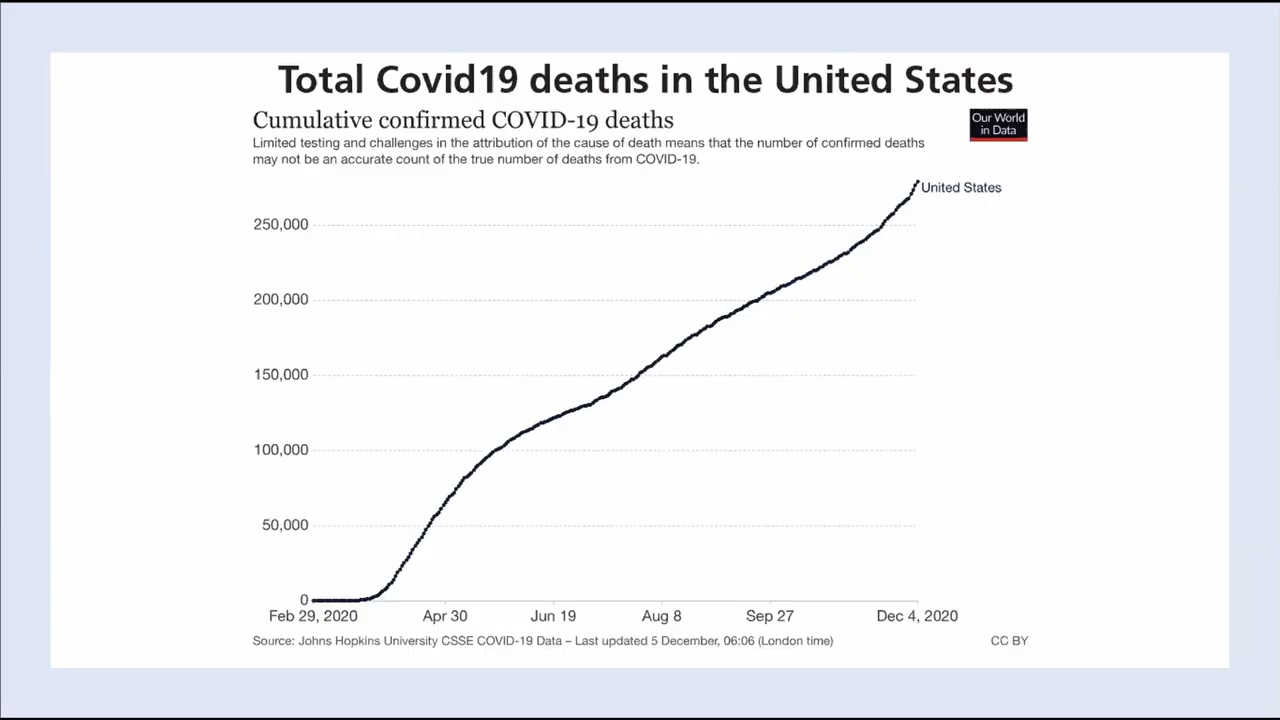 Total Covid19 deaths in the United States
Cumulative confirmed COVID-19 deaths
Our World
in Data
Limited testing and challenges in the attribution of the cause of death means that the number of confirmed deaths
may not be an accurate count of the true number of deaths from COVID-19.
United States
250,000
200,000
150,000
100,000
50,000
0
Feb 29, 2020 Apr 30 Jun 19 Aug 8 Sep 27 Dec 4, 2020
Source: Johns Hopkins University CSSE COVID-19 Data – Last updated 5 December, 06:06 (London time) CC BY